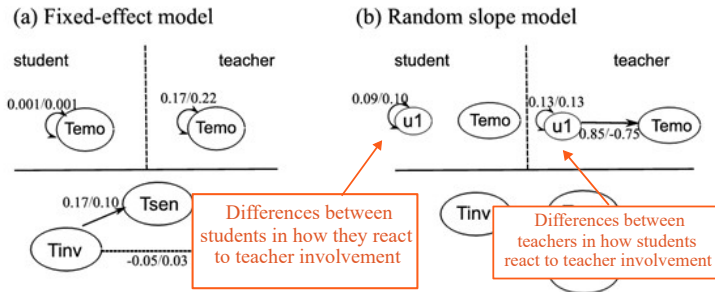 (a) Fixed-effect model
student
teacher
0.001/0.001
Temo
0.17/0.22
Temo
0.17/0.10
Tsen
Tinv
-0.05/0.03
(b) Random slope model
student
teacher
0.09/0.10
u1
Temo
0.13/0.13
u1
0.85/-0.75
Temo
Tinv
Differences between
students in how they react
to teacher involvement
Differences between
teachers in how students
react to teacher involvement